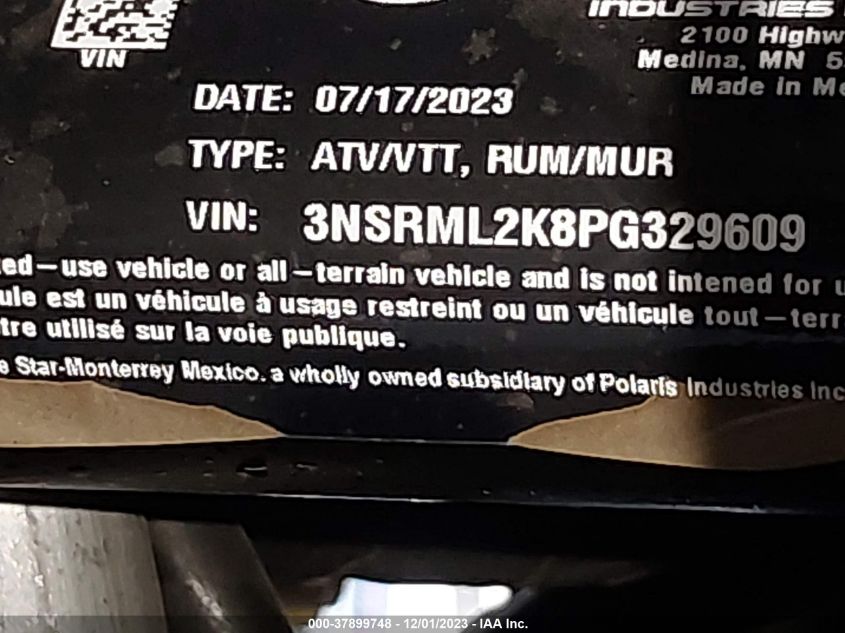 INDUSTRIES
2100 Highw
Medina, MN 5
Made in Me
VIN
DATE: 07/17/2023
TYPE: ATV/VTT, RUM/MUR
VIN: 3NSRML2K8PG329609
ed-use vehicle or all-terrain vehicle and is not intened for u
ule est un véhicule à usage restreint ou un véhicule tout-terr
tre utilisé sur la voie publique.
e Star-Monterrey Mexico. a wholly owned subsidiary of Polaris Industries Inc
000-37899748 - 12/01/2023 - IAA Inc.